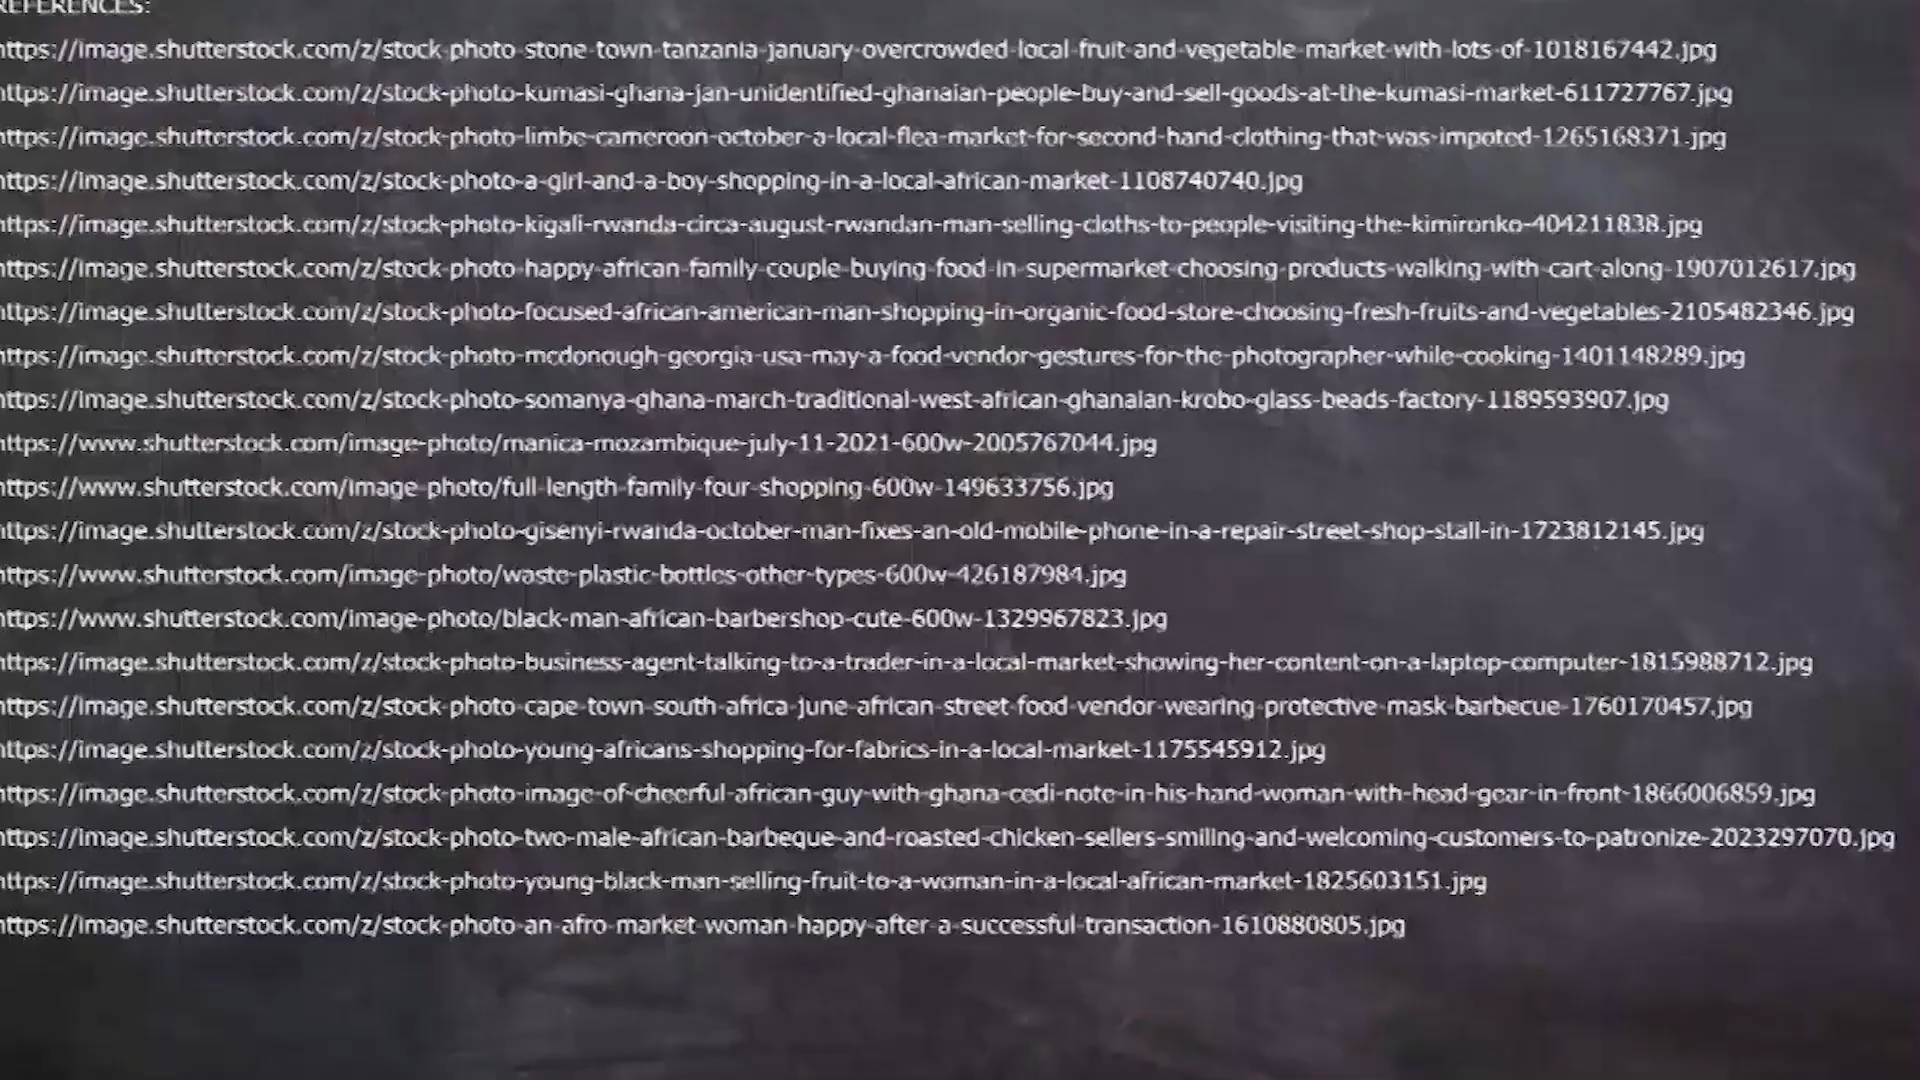 REFERENCES:
https://image.shutterstock.com/z/stock-photo-stone-town-tanzania-january-overcrowded-local-fruit-and-vegetable-market-with-lots-of-1018167442.jpg
https://image.shutterstock.com/z/stock-photo-kumasi-ghana-jan-unidentified-ghanaian-people-buy-and-sell-goods-at-the-kumasi-market-611727767.jpg
https://image.shutterstock.com/z/stock-photo-limbe-cameroon-october-a-local-flea-market-for-second-hand-clothing-that-was-impoted-1265168371.jpg
https://image.shutterstock.com/z/stock-photo-a-girl-and-a-boy-shopping-in-a-local-african-market-1108740740.jpg
https://image.shutterstock.com/z/stock-photo-kigali-rwanda-circa-august-rwandan-man-selling-cloths-to-people-visiting-the-kimironko-404211838.jpg
https://image.shutterstock.com/z/stock-photo-happy-african-family-couple-buying-food-in-supermarket-choosing-products-walking-with-cart-along-1907012617.jpg
https://image.shutterstock.com/z/stock-photo-focused-african-american-man-shopping-in-organic-food-store-choosing-fresh-fruits-and-vegetables-2105482346.jpg
https://image.shutterstock.com/z/stock-photo-mcdonough-georgia-usa-may-a-food-vendor-gestures-for-the-photographer-while-cooking-1401148289.jpg
https://image.shutterstock.com/z/stock-photo-somanya-ghana-march-traditional-west-african-ghanaian-krobo-glass-beads-factory-1189593907.jpg
https://www.shutterstock.com/image-photo/manica-mozambique-july-11-2021-600w-2005767044.jpg
https://www.shutterstock.com/image-photo/full-length-family-four-shopping-600w-149633756.jpg
https://image.shutterstock.com/z/stock-photo-gisenyi-rwanda-october-man-fixes-an-old-mobile-phone-in-a-repair-street-shop-stall-in-1723812145.jpg
https://www.shutterstock.com/image-photo/waste-plastic-bottles-other-types-600w-426187984.jpg
https://www.shutterstock.com/image-photo/black-man-african-barbershop-cute-600w-1329967823.jpg
https://image.shutterstock.com/z/stock-photo-business-agent-talking-to-a-trader-in-a-local-market-showing-her-content-on-a-laptop-computer-1815988712.jpg
https://image.shutterstock.com/z/stock-photo-cape-town-south-africa-june-african-street-food-vendor-wearing-protective-mask-barbecue-1760170457.jpg
https://image.shutterstock.com/z/stock-photo-young-africans-shopping-for-fabrics-in-a-local-market-1175545912.jpg
https://image.shutterstock.com/z/stock-photo-image-of-cheerful-african-guy-with-ghana-cedi-note-in-his-hand-woman-with-head-gear-in-front-1866006859.jpg
https://image.shutterstock.com/z/stock-photo-two-male-african-barbeque-and-roasted-chicken-sellers-smiling-and-welcoming-customers-to-patronize-2023297070.jpg
https://image.shutterstock.com/z/stock-photo-young-black-man-selling-fruit-to-a-woman-in-a-local-african-market-1825603151.jpg
https://image.shutterstock.com/z/stock-photo-an-afro-market-woman-happy-after-a-successful-transaction-1610880805.jpg